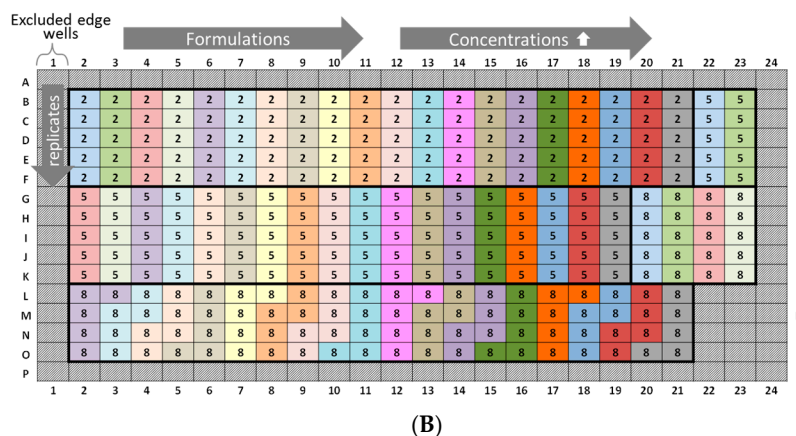 Excluded edge
wells
Formulations
Concentrations
1 2 3 4 5 6 7 8 9 10 11 12 13 14 15 16 17 18 19 20 21 22 23 24
A
B 2 2 2 2 2 2 2 2 2 2 2 2 2 2 2 2 2 2 2 2 5 5
C 2 2 2 2 2 2 2 2 2 2 2 2 2 2 2 2 2 2 2 2 5 5
D 2 2 2 2 2 2 2 2 2 2 2 2 2 2 2 2 2 2 2 2 5 5
E 2 2 2 2 2 2 2 2 2 2 2 2 2 2 2 2 2 2 2 2 5 5
F 2 2 2 2 2 2 2 2 2 2 2 2 2 2 2 2 2 2 2 2 5 5
replicates
G 5 5 5 5 5 5 5 5 5 5 5 5 5 5 5 5 5 5 8 8 8 8
H 5 5 5 5 5 5 5 5 5 5 5 5 5 5 5 5 5 5 8 8 8 8
I 5 5 5 5 5 5 5 5 5 5 5 5 5 5 5 5 5 5 8 8 8 8
J 5 5 5 5 5 5 5 5 5 5 5 5 5 5 5 5 5 5 8 8 8 8
K 5 5 5 5 5 5 5 5 5 5 5 5 5 5 5 5 5 5 8 8 8 8
L 8 8 8 8 8 8 8 8 8 8 8 8 8 8 8 8 8 8 8 8
M 8 8 8 8 8 8 8 8 8 8 8 8 8 8 8 8 8 8 8 8
N 8 8 8 8 8 8 8 8 8 8 8 8 8 8 8 8 8 8 8 8
O 8 8 8 8 8 8 8 8 8 8 8 8 8 8 8 8 8 8 8 8
P
1 2 3 4 5 6 7 8 9 10 11 12 13 14 15 16 17 18 19 20 21 22 23 24
(B)